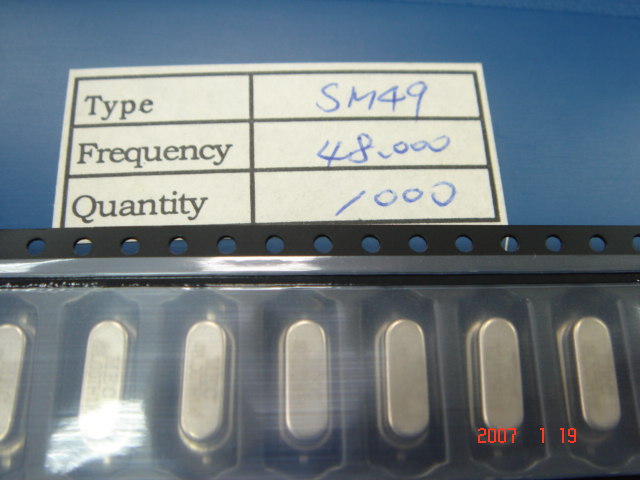 Type SM49
Frequency 48.000
Quantity 1000
2007 1 19